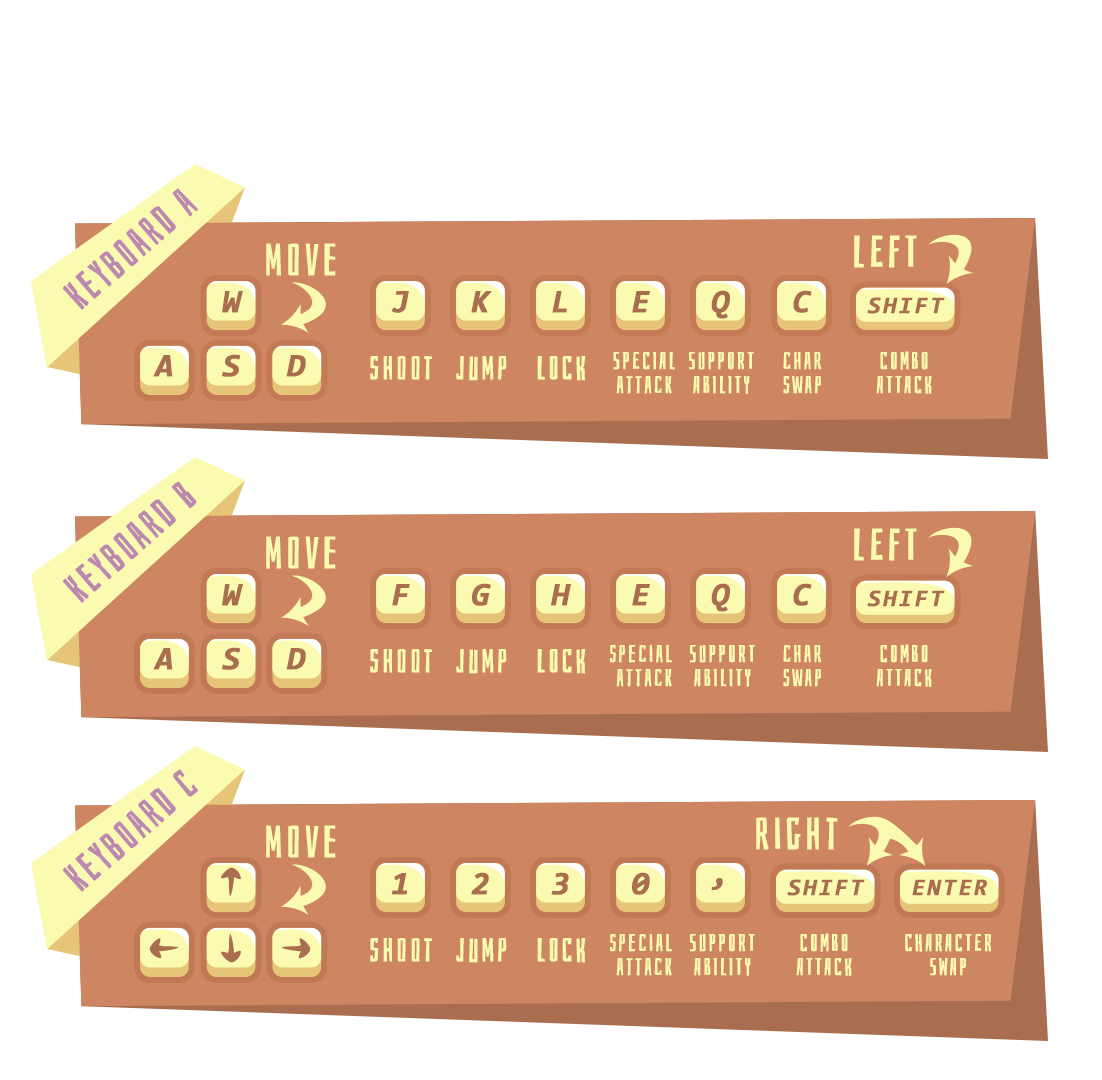 KEYBOARD A
MOVE
LEFT
W
J K L E Q C SHIFT
A S D
SHOOT JUMP LOCK SPECIAL SUPPORT CHAR COMBO
ATTACK ABILITY SWAP ATTACK
KEYBOARD B
MOVE
LEFT
W
F G H E Q C SHIFT
A S D
SHOOT JUMP LOCK SPECIAL SUPPORT CHAR COMBO
ATTACK ABILITY SWAP ATTACK
KEYBOARD C
MOVE
RIGHT
↑
1 2 3 0 , SHIFT ENTER
← ↓ →
SHOOT JUMP LOCK SPECIAL SUPPORT COMBO CHARACTER
ATTACK ABILITY ATTACK SWAP